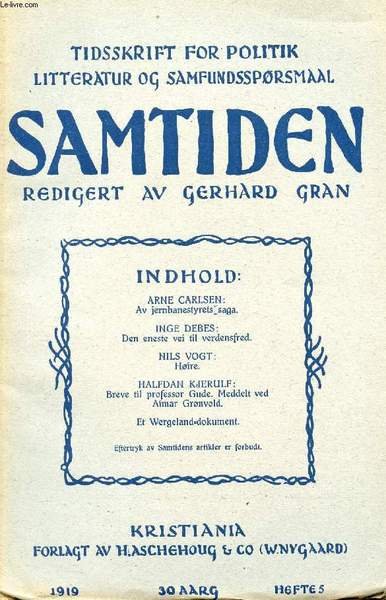 Le-livre.com
TIDSSKRIFT FOR POLITIK
LITTERATUR OG SAMFUNDSSPØRSMAAL
SAMTIDEN
REDIGERT AV GERHARD GRAN
INDHOLD:
ARNE CARLSEN:
Av jernbanestyrets saga.
INGE DEBES:
Den eneste vei til verdensfred.
NILS VOGT:
Høire.
HALFDAN KJERULF:
Breve til professor Gude. Meddelt ved
Aimar Grønvold.
Et Wergeland-dokument.
Eftertryk av Samtidens artikler er forbudt.
KRISTIANIA
FORLAGT AV H. ASCHEHOUG & CO (W. NYGAARD)
1919 30 AARG HEFTE 5